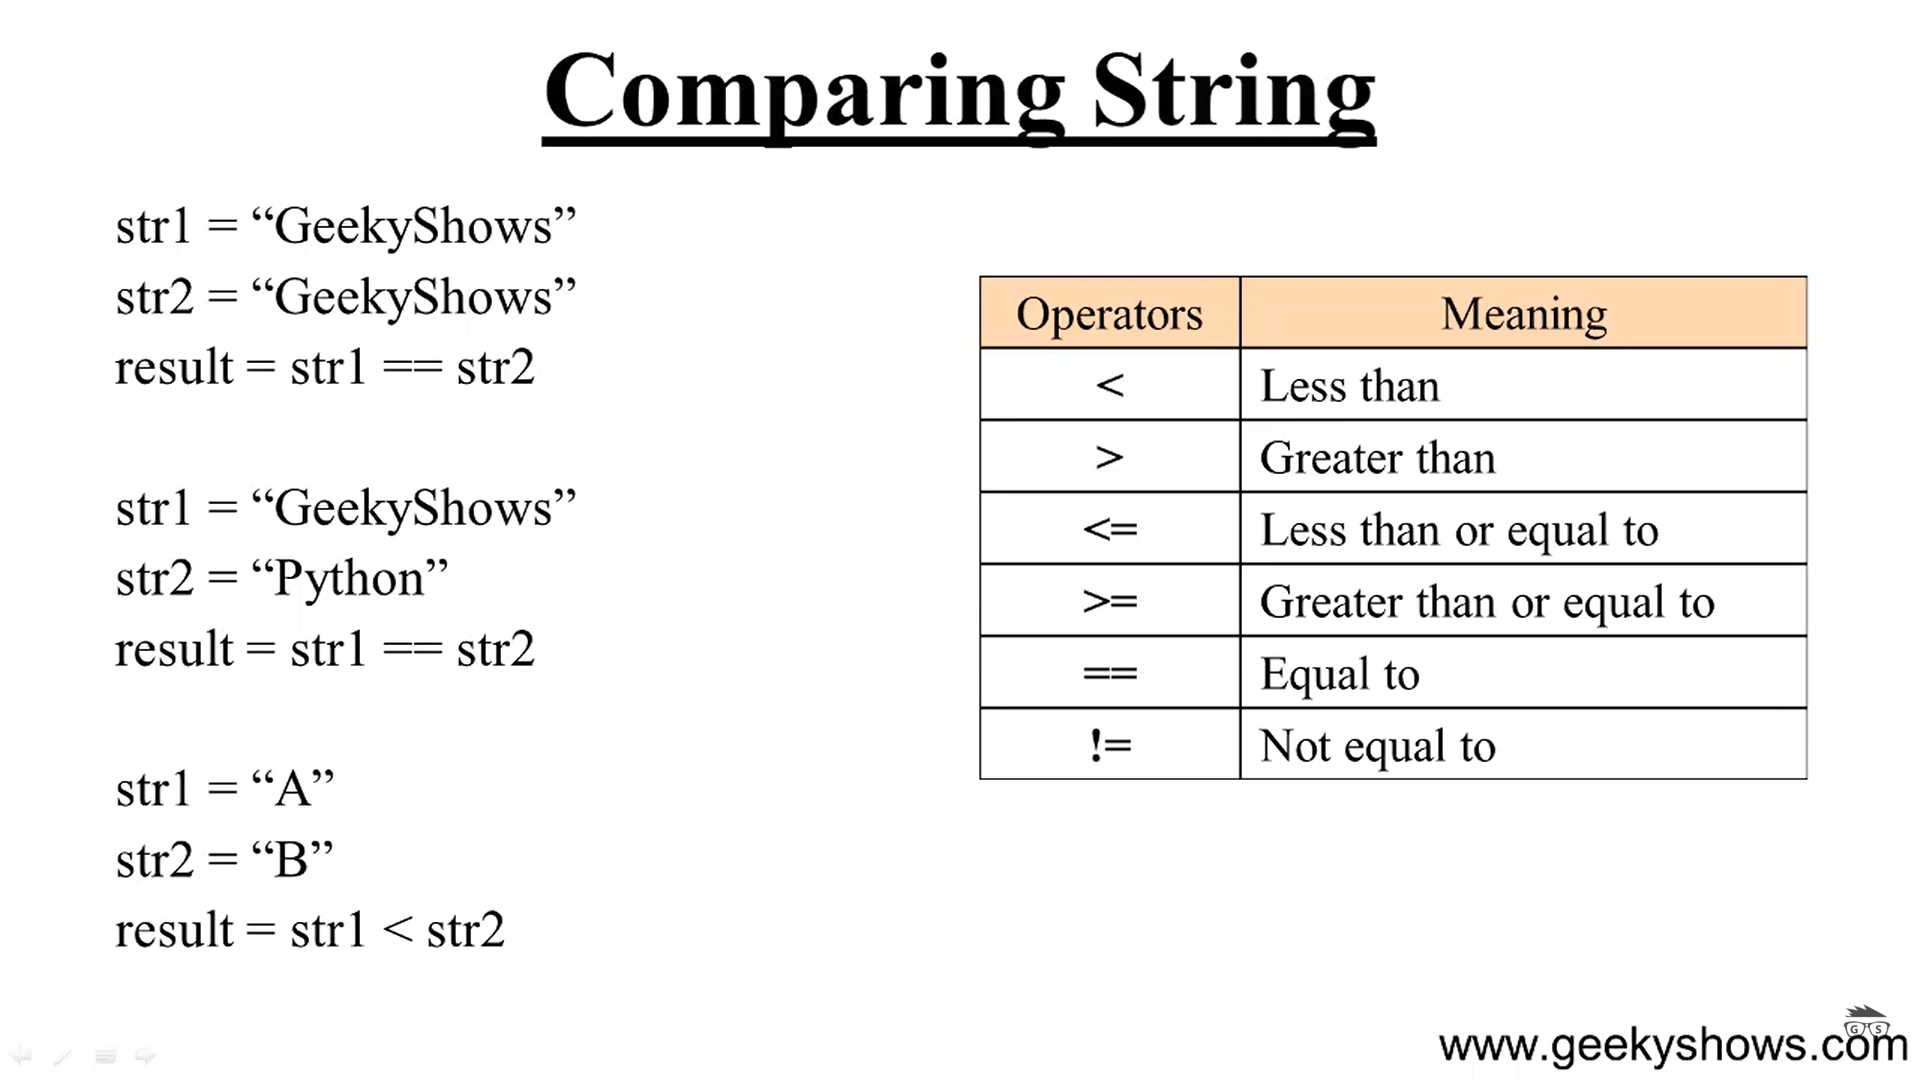 Comparing String
str1 = “GeekyShows”
str2 = “GeekyShows”
result = str1 == str2
str1 = “GeekyShows”
str2 = “Python”
result = str1 == str2
str1 = “A”
str2 = “B”
result = str1 < str2
Operators Meaning
< Less than
> Greater than
<= Less than or equal to
>= Greater than or equal to
== Equal to
!= Not equal to
G S
www.geekyshows.com